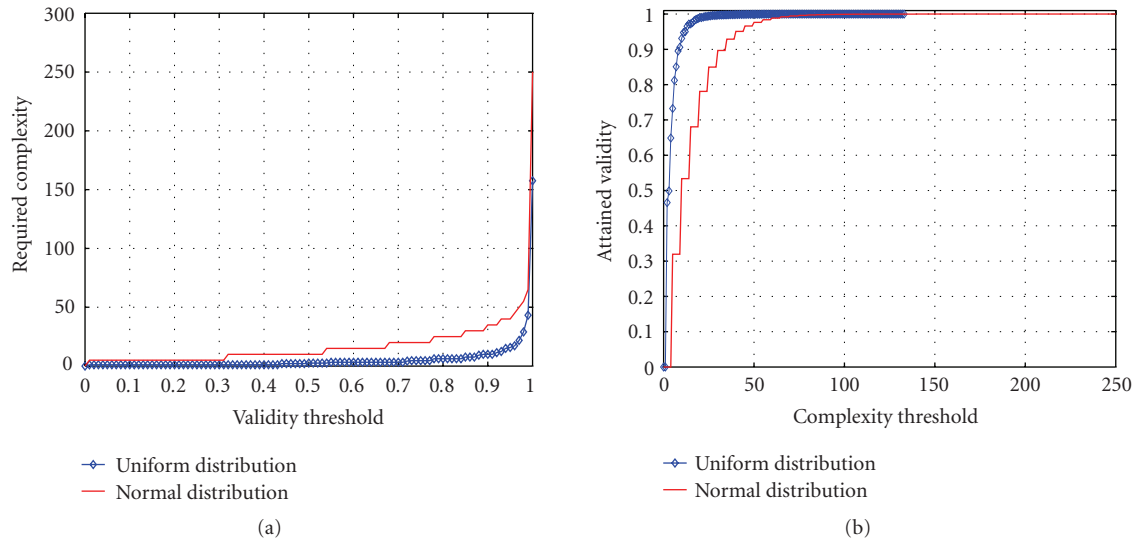 300
250
200
150
100
50
0
Required complexity
0 0.1 0.2 0.3 0.4 0.5 0.6 0.7 0.8 0.9 1
Validity threshold
Uniform distribution
Normal distribution
(a)
1
0.9
0.8
0.7
0.6
0.5
0.4
0.3
0.2
0.1
0
Attained validity
0 50 100 150 200 250
Complexity threshold
Uniform distribution
Normal distribution
(b)